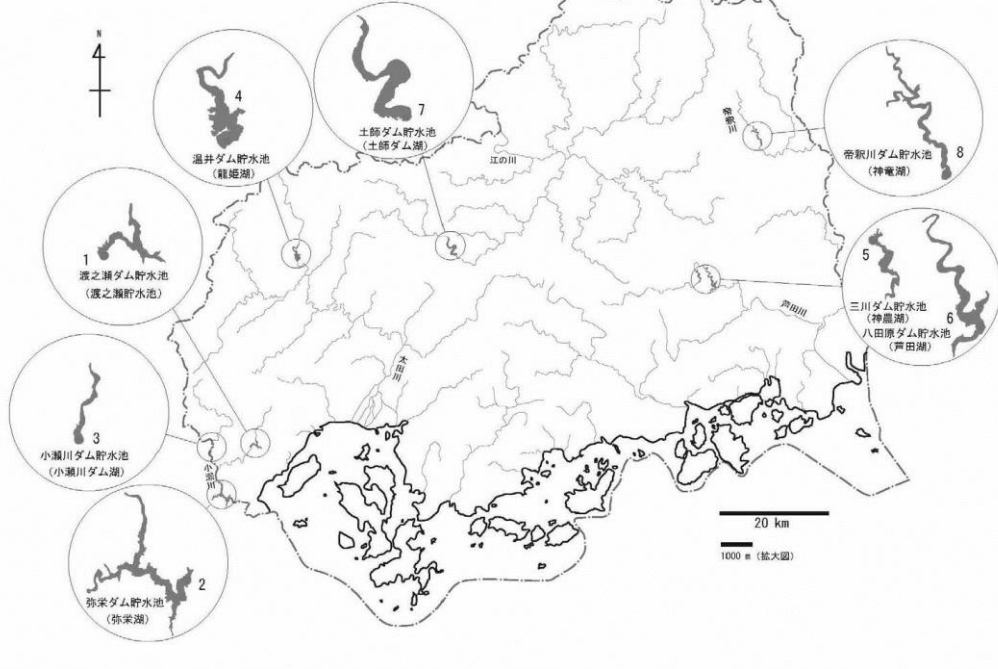 N
4
温井ダム貯水池
(龍姫湖)
7
土師ダム貯水池
(土師ダム湖)
江の川
帝釈川
8
帝釈川ダム貯水池
(神竜湖)
1
渡之瀬ダム貯水池
(渡之瀬貯水池)
5
三川ダム貯水池
(神農湖)
6
八田原ダム貯水池
(芦田湖)
芦田川
太田川
3
小瀬川ダム貯水池
(小瀬川ダム湖)
小瀬川
2
弥栄ダム貯水池
(弥栄湖)
20 km
1000 m (拡大図)